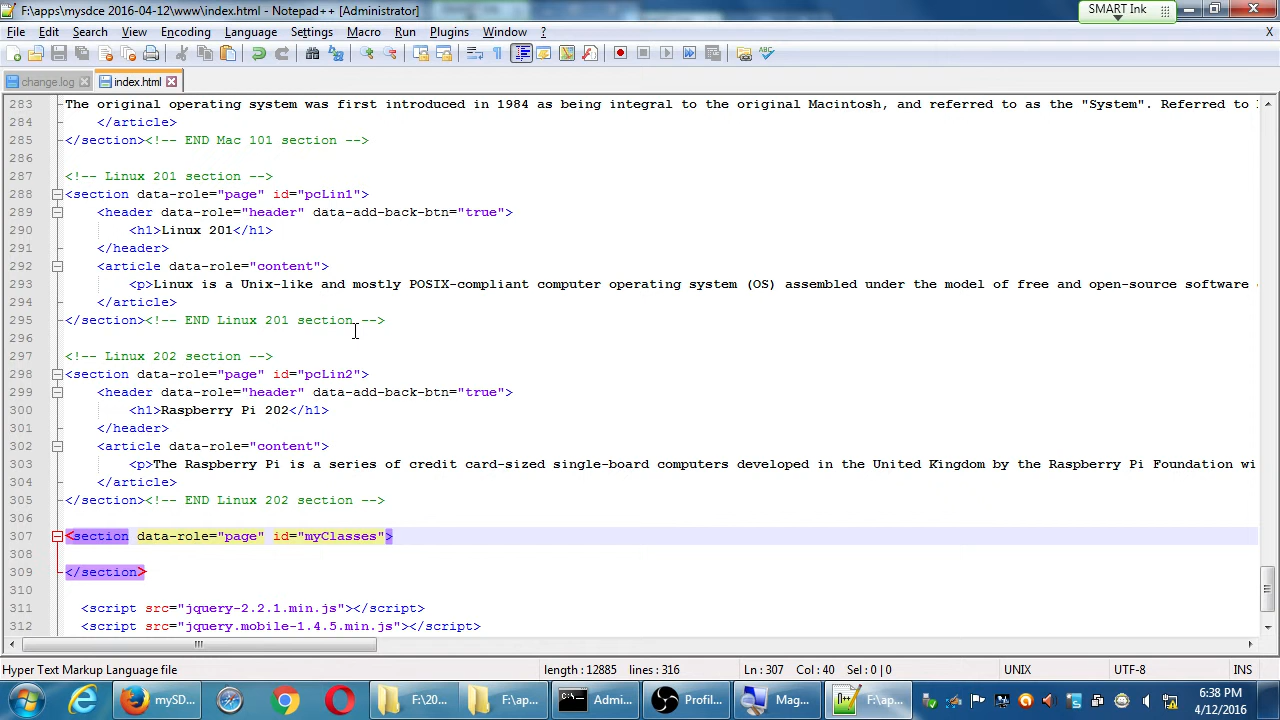 F:\apps\mysdce 2016-04-12\www\index.html - Notepad++ [Administrator]
SMART Ink
File Edit Search View Encoding Language Settings Macro Run Plugins Window ? X
change.log index.html
283 The original operating system was first introduced in 1984 as being integral to the original Macintosh, and referred to as the "System". Referred to
284 </article>
285 </section><!-- END Mac 101 section -->
286
287 <!-- Linux 201 section -->
288 <section data-role="page" id="pcLin1">
289 <header data-role="header" data-add-back-btn="true">
290 <h1>Linux 201</h1>
291 </header>
292 <article data-role="content">
293 <p>Linux is a Unix-like and mostly POSIX-compliant computer operating system (OS) assembled under the model of free and open-source software
294 </article>
295 </section><!-- END Linux 201 section -->
296
297 <!-- Linux 202 section -->
298 <section data-role="page" id="pcLin2">
299 <header data-role="header" data-add-back-btn="true">
300 <h1>Raspberry Pi 202</h1>
301 </header>
302 <article data-role="content">
303 <p>The Raspberry Pi is a series of credit card-sized single-board computers developed in the United Kingdom by the Raspberry Pi Foundation wi
304 </article>
305 </section><!-- END Linux 202 section -->
306
307 <section data-role="page" id="myClasses">
308
309 </section>
310
311 <script src="jquery-2.2.1.min.js"></script>
312 <script src="jquery.mobile-1.4.5.min.js"></script>
Hyper Text Markup Language file length : 12885 lines : 316 Ln : 307 Col : 40 Sel : 0 | 0 UNIX UTF-8 INS
mySD... F:\20... F:\ap... Admi... Profil... Mag... F:\ap... 6:38 PM
4/12/2016